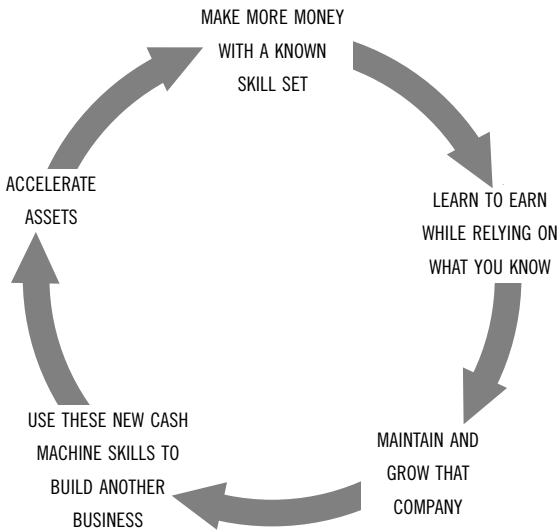 MAKE MORE MONEY
WITH A KNOWN
SKILL SET
LEARN TO EARN
WHILE RELYING ON
WHAT YOU KNOW
MAINTAIN AND
GROW THAT
COMPANY
USE THESE NEW CASH
MACHINE SKILLS TO
BUILD ANOTHER
BUSINESS
ACCELERATE
ASSETS